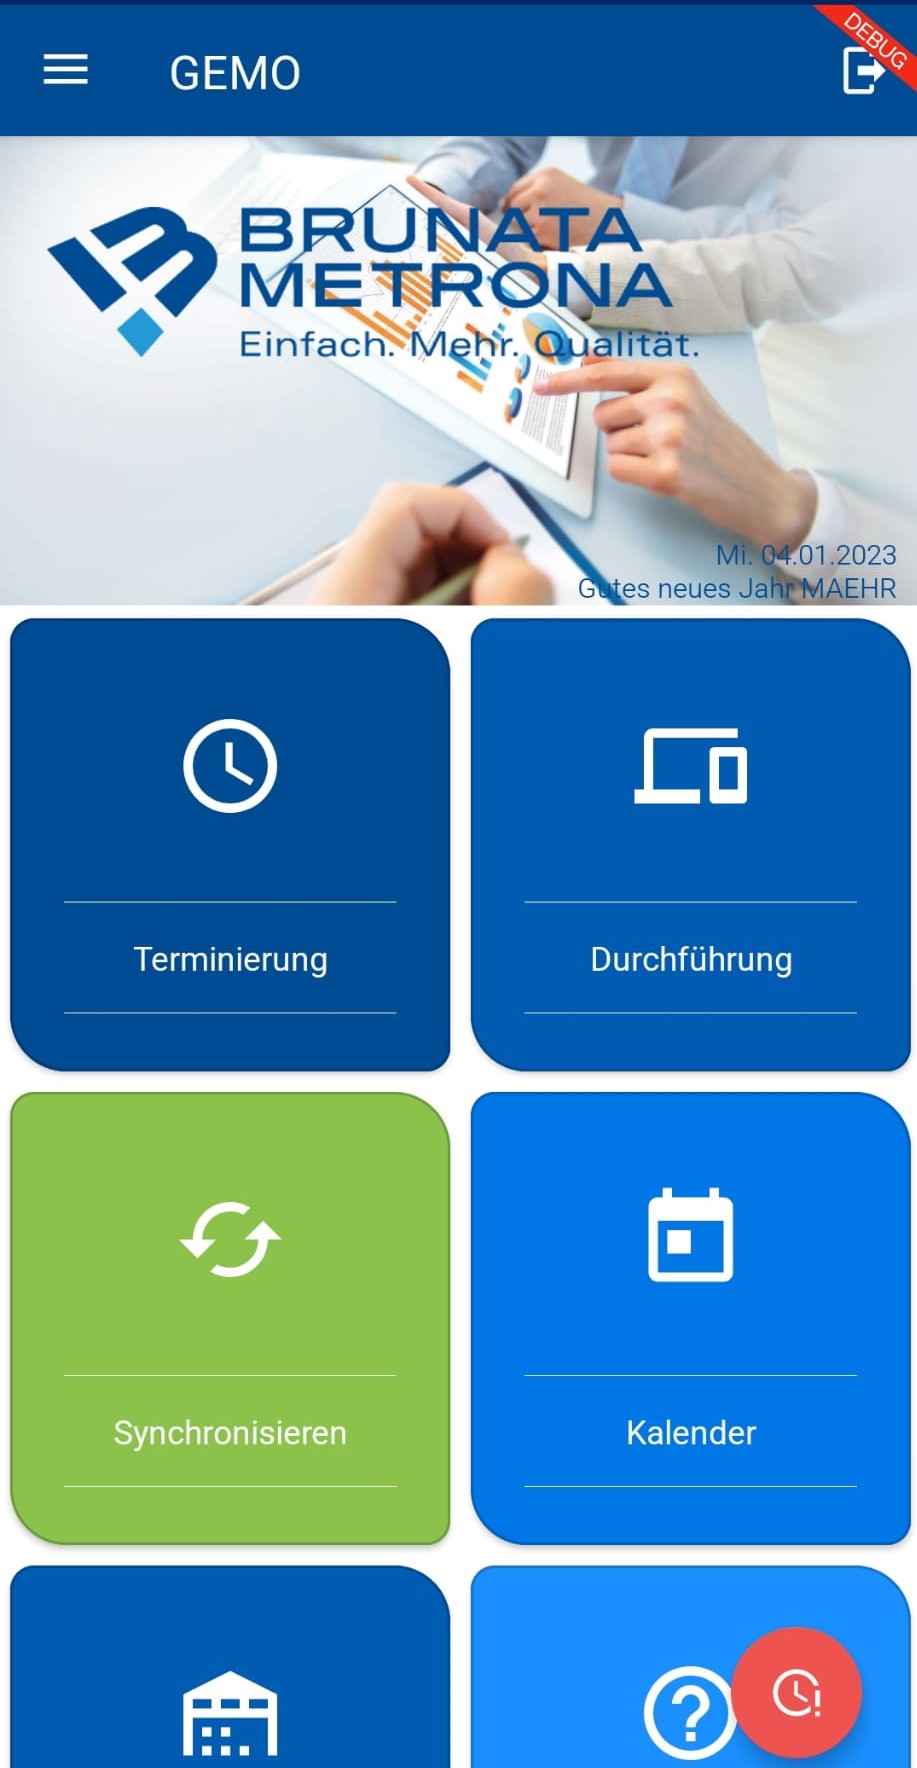 DEBUG
GEMO
BRUNATA
METRONA
Einfach. Mehr. Qualität.
Mi. 04.01.2023
Gutes neues Jahr MAEHR
Terminierung
Durchführung
Synchronisieren
Kalender